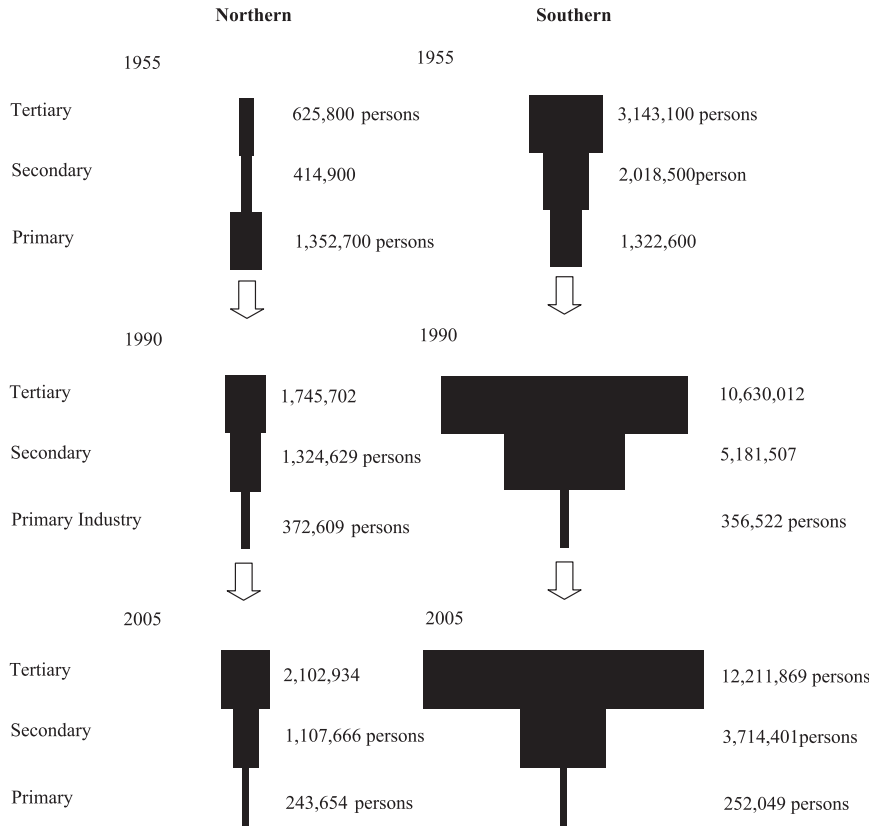 Northern Southern
1955 1955
Tertiary 625,800 persons 3,143,100 persons
Secondary 414,900 2,018,500person
Primary 1,352,700 persons 1,322,600
1990 1990
Tertiary 1,745,702 10,630,012
Secondary 1,324,629 persons 5,181,507
Primary Industry 372,609 persons 356,522 persons
2005 2005
Tertiary 2,102,934 12,211,869 persons
Secondary 1,107,666 persons 3,714,401persons
Primary 243,654 persons 252,049 persons